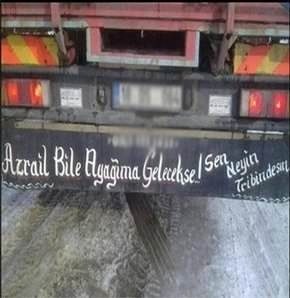 Azrail Bile Ayağıma Gelecekse..! Sen
Neyin
Tribindesin